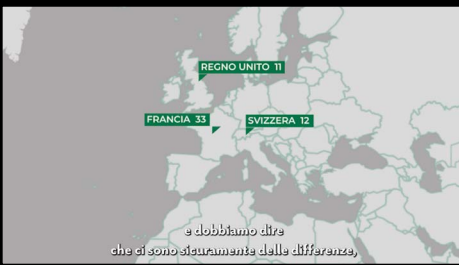 REGNO UNITO 11
FRANCIA 33
SVIZZERA 12
e dobbiamo dire
che ci sono sicuramente delle differenze,